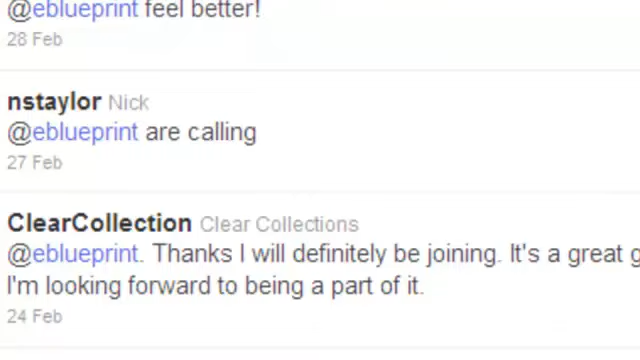 @eblueprint feel better!
28 Feb
nstaylor Nick
@eblueprint are calling
27 Feb
ClearCollection Clear Collections
@eblueprint. Thanks I will definitely be joining. It's a great g
I'm looking forward to being a part of it.
24 Feb